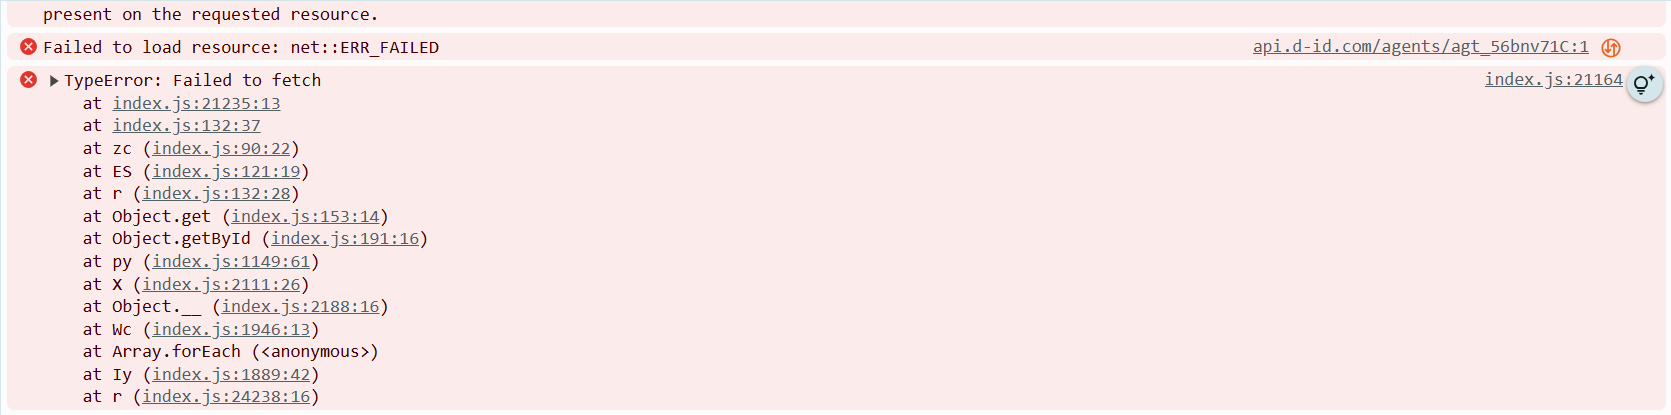 present on the requested resource.
Failed to load resource: net::ERR_FAILED api.d-id.com/agents/agt_56bnv71C:1
TypeError: Failed to fetch index.js:21164
at index.js:21235:13
at index.js:132:37
at zc (index.js:90:22)
at ES (index.js:121:19)
at r (index.js:132:28)
at Object.get (index.js:153:14)
at Object.getById (index.js:191:16)
at py (index.js:1149:61)
at X (index.js:2111:26)
at Object.__ (index.js:2188:16)
at Wc (index.js:1946:13)
at Array.forEach (<anonymous>)
at Iy (index.js:1889:42)
at r (index.js:24238:16)